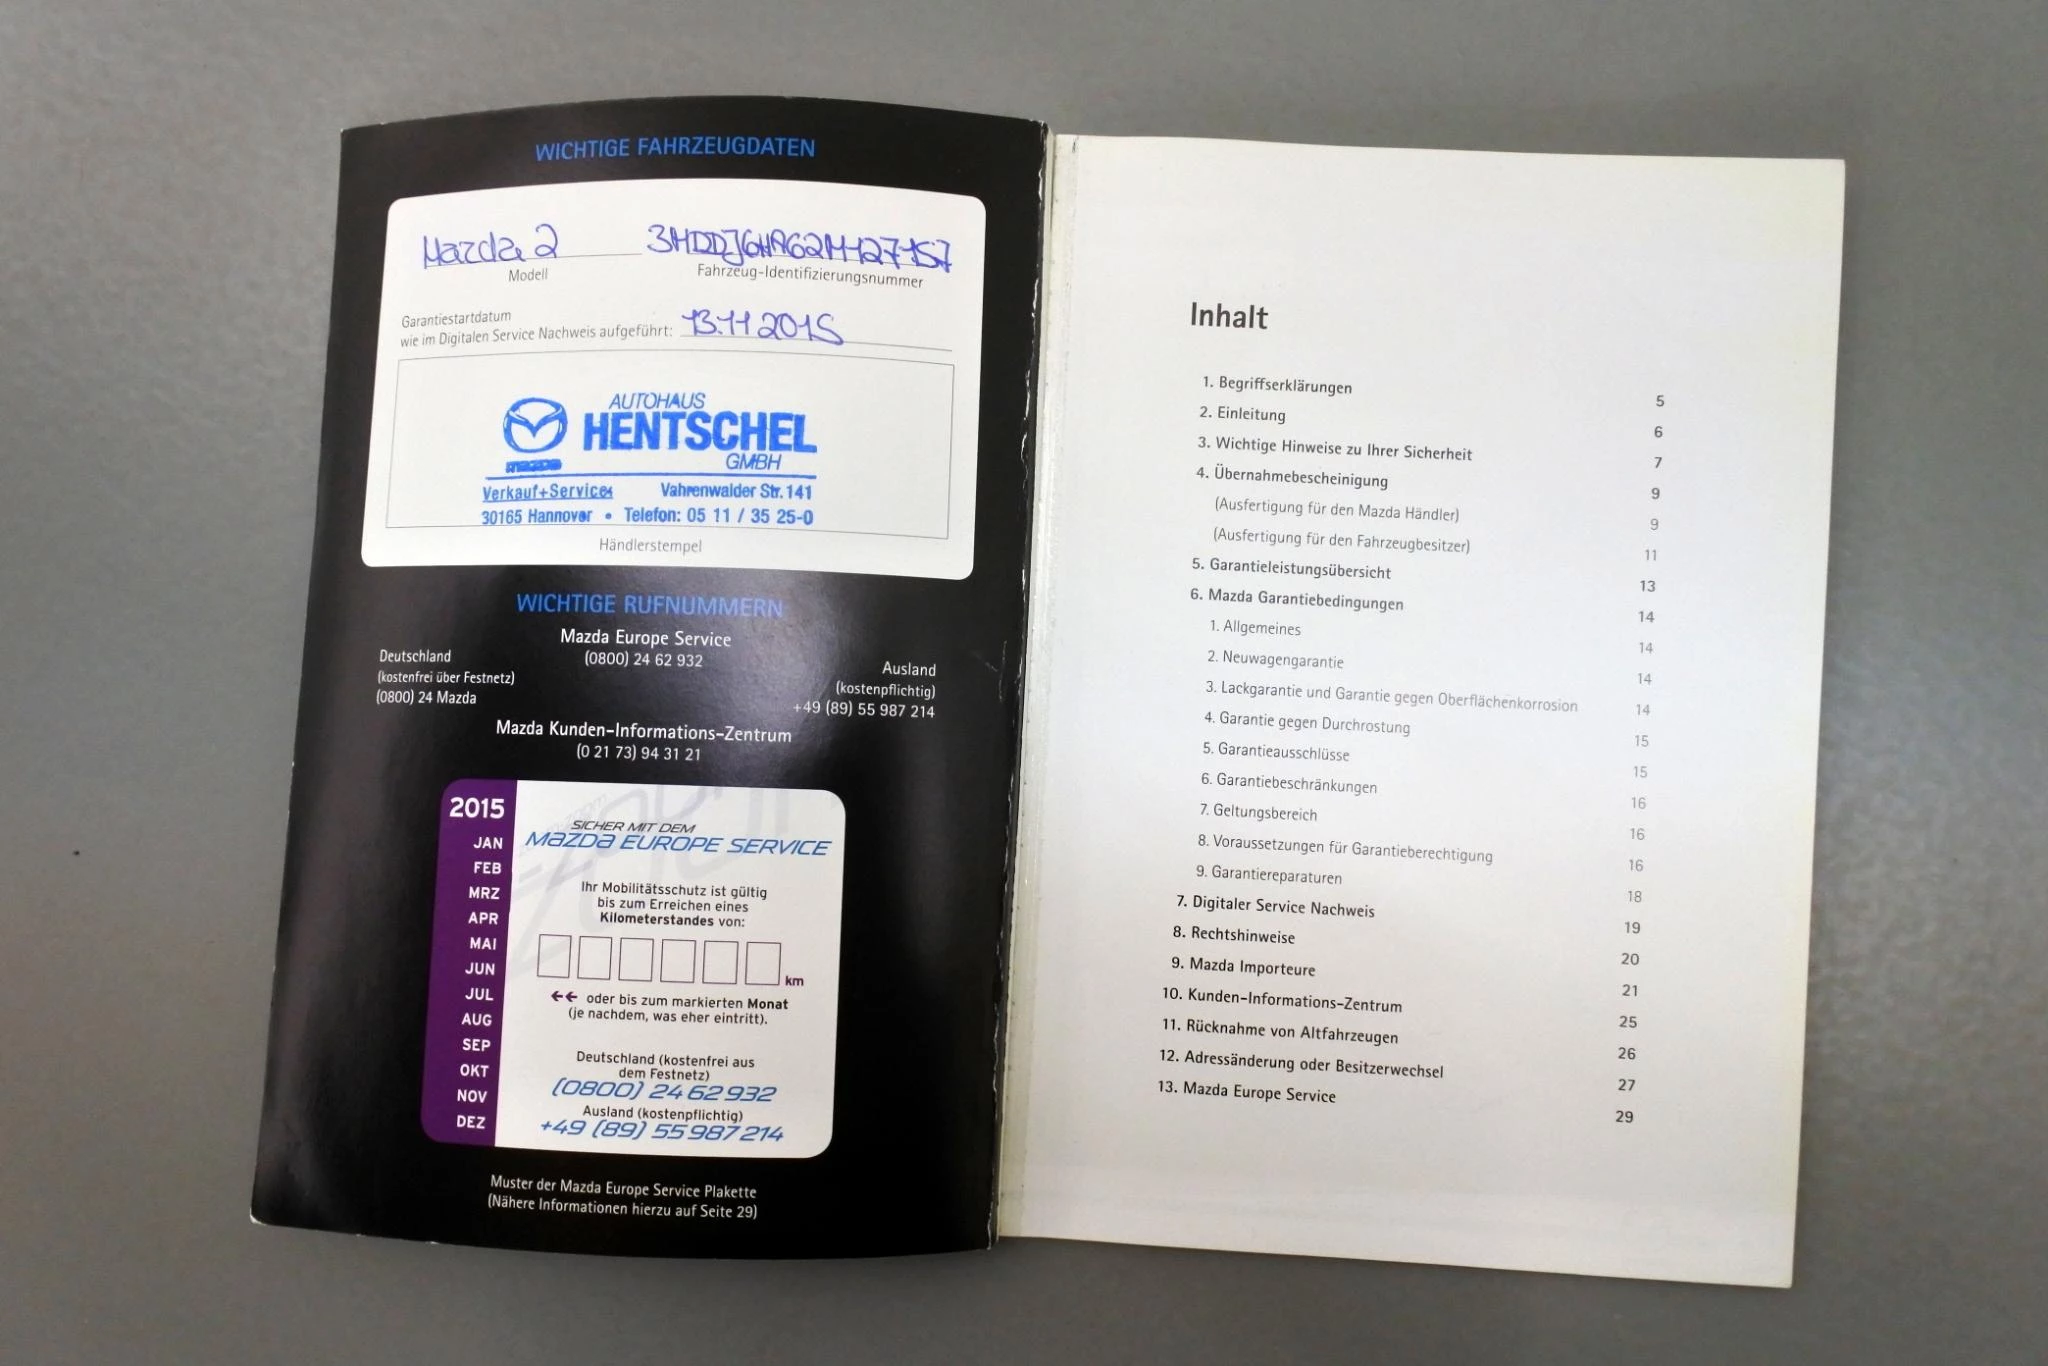 WICHTIGE FAHRZEUGDATEN
Mazda 2 3MDDJ6HA62M127157
Modell Fahrzeug-Identifizierungsnummer
Garantiestartdatum
wie im Digitalen Service Nachweis aufgeführt: 13.11 2015
AUTOHAUS
HENTSCHEL
GMBH
mazda
Verkauf+Service Vahrenwalder Str. 141
30165 Hannover • Telefon: 05 11 / 35 25-0
Händlerstempel
WICHTIGE RUFNUMMERN
Mazda Europe Service
(0800) 24 62 932
Deutschland
(kostenfrei über Festnetz)
(0800) 24 Mazda
Ausland
(kostenpflichtig)
+49 (89) 55 987 214
Mazda Kunden-Informations-Zentrum
(0 21 73) 94 31 21
2015
JAN
FEB
MRZ
APR
MAI
JUN
JUL
AUG
SEP
OKT
NOV
DEZ
SICHER MIT DEM
MAZDA EUROPE SERVICE
Ihr Mobilitätsschutz ist gültig
bis zum Erreichen eines
Kilometerstandes von:
km
←← oder bis zum markierten Monat
(je nachdem, was eher eintritt).
Deutschland (kostenfrei aus
dem Festnetz)
(0800) 24 62 932
Ausland (kostenpflichtig)
+49 (89) 55 987 214
Muster der Mazda Europe Service Plakette
(Nähere Informationen hierzu auf Seite 29)
Inhalt
1. Begriffserklärungen 5
2. Einleitung 6
3. Wichtige Hinweise zu Ihrer Sicherheit 7
4. Übernahmebescheinigung 9
(Ausfertigung für den Mazda Händler) 9
(Ausfertigung für den Fahrzeugbesitzer) 11
5. Garantieleistungsübersicht 13
6. Mazda Garantiebedingungen 14
1. Allgemeines 14
2. Neuwagengarantie 14
3. Lackgarantie und Garantie gegen Oberflächenkorrosion 14
4. Garantie gegen Durchrostung 15
5. Garantieausschlüsse 15
6. Garantiebeschränkungen 16
7. Geltungsbereich 16
8. Voraussetzungen für Garantieberechtigung 16
9. Garantiereparaturen 18
7. Digitaler Service Nachweis 19
8. Rechtshinweise 20
9. Mazda Importeure 21
10. Kunden-Informations-Zentrum 25
11. Rücknahme von Altfahrzeugen 26
12. Adressänderung oder Besitzerwechsel 27
13. Mazda Europe Service 29